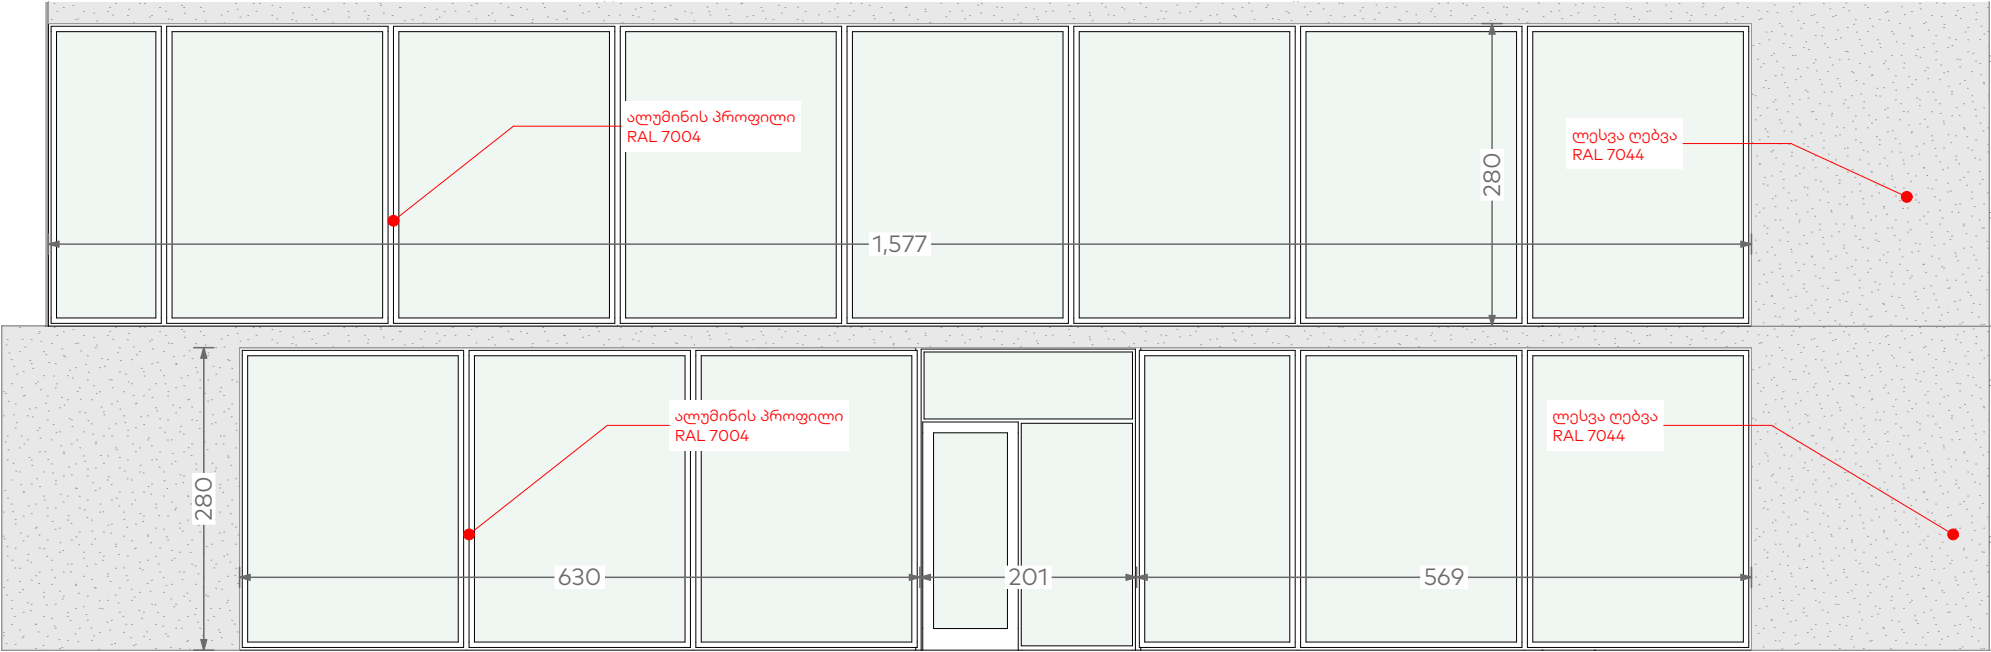 ალუმინის პროფილი
RAL 7004
ლესვა ღებვა
RAL 7044
280
1,577
ალუმინის პროფილი
RAL 7004
ლესვა ღებვა
RAL 7044
280
630
201
569